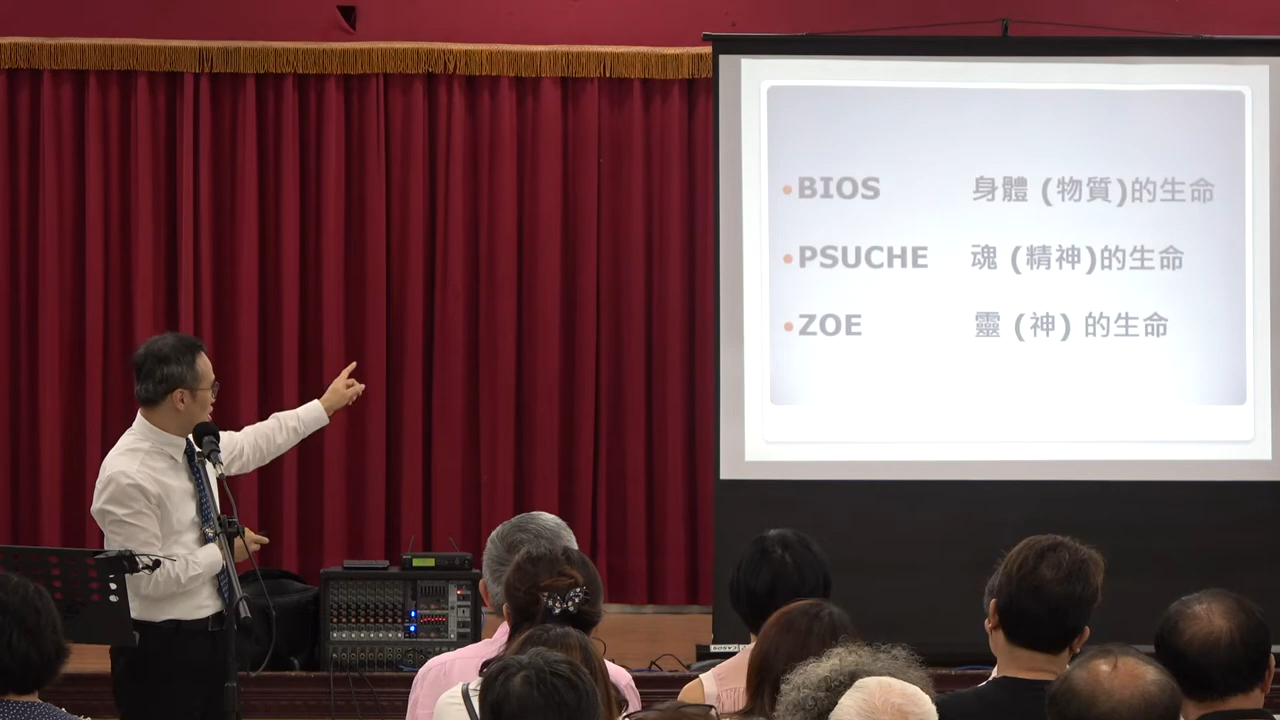 •BIOS 身體 (物質)的生命
•PSUCHE 魂 (精神)的生命
•ZOE 靈 (神) 的生命